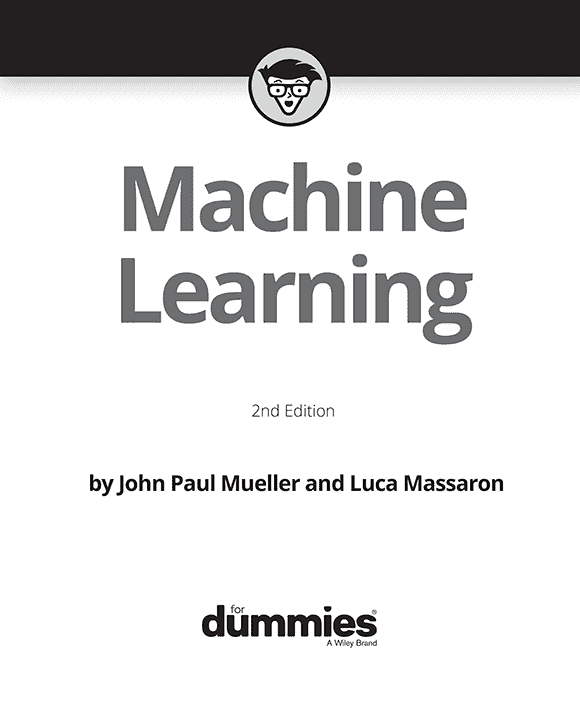 Machine
Learning
2nd Edition
by John Paul Mueller and Luca Massaron
for
dummies®
A Wiley Brand